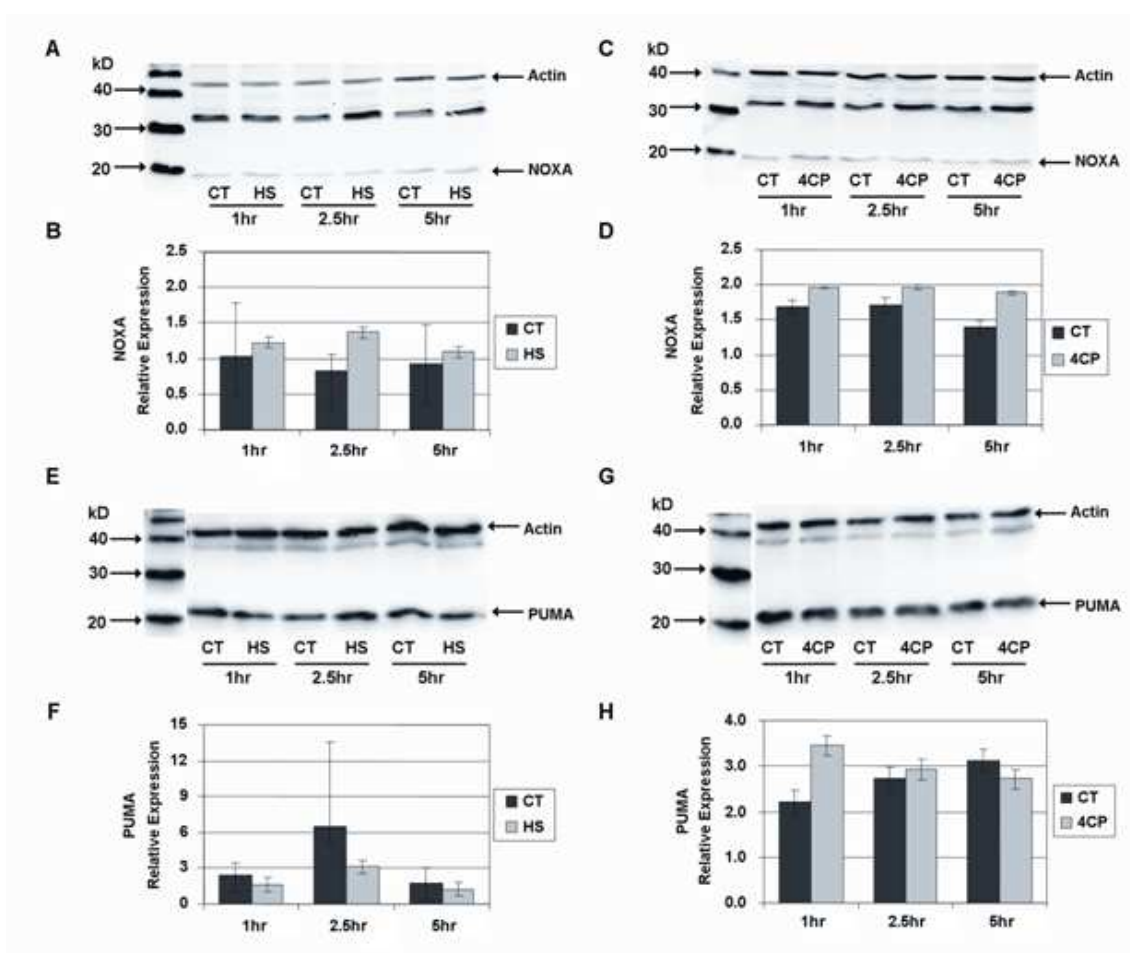 A
kD
40
30
20
Actin
NOXA
CT HS CT HS CT HS
1hr 2.5hr 5hr
C
kD
40
30
20
Actin
NOXA
CT 4CP CT 4CP CT 4CP
1hr 2.5hr 5hr
B
NOXA
Relative Expression
2.5
2.0
1.5
1.0
0.5
0.0
1hr 2.5hr 5hr
CT
HS
D
NOXA
Relative Expression
2.5
2.0
1.5
1.0
0.5
0.0
1hr 2.5hr 5hr
CT
4CP
E
kD
40
30
20
Actin
PUMA
CT HS CT HS CT HS
1hr 2.5hr 5hr
G
kD
40
30
20
Actin
PUMA
CT 4CP CT 4CP CT 4CP
1hr 2.5hr 5hr
F
PUMA
Relative Expression
15
12
9
6
3
0
1hr 2.5hr 5hr
CT
HS
H
PUMA
Relative Expression
4.0
3.0
2.0
1.0
0.0
1hr 2.5hr 5hr
CT
4CP